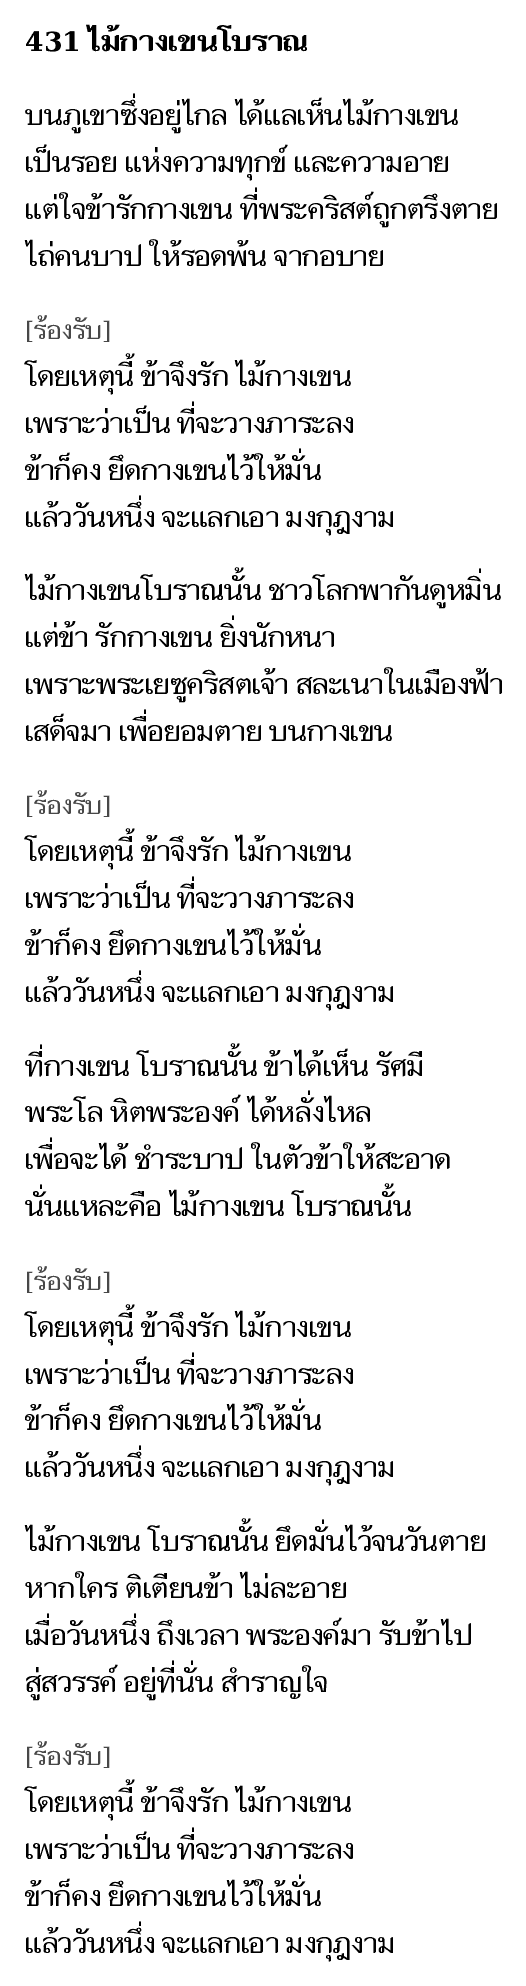 431 ไม้กางเขนโบราณ
บนภูเขาซึ่งอยู่ไกล ได้แลเห็นไม้กางเขน
เป็นรอย แห่งความทุกข์ และความอาย
แต่ใจข้ารักกางเขน ที่พระคริสต์ถูกตรึงตาย
ไถ่คนบาป ให้รอดพ้น จากอบาย
[ร้องรับ]
โดยเหตุนี้ ข้าจึงรัก ไม้กางเขน
เพราะว่าเป็น ที่จะวางภาระลง
ข้าก็คง ยึดกางเขนไว้ให้มั่น
แล้ววันหนึ่ง จะแลกเอา มงกุฎงาม
ไม้กางเขนโบราณนั้น ชาวโลกพากันดูหมิ่น
แต่ข้า รักกางเขน ยิ่งนักหนา
เพราะพระเยซูคริสตเจ้า สละเนาในเมืองฟ้า
เสด็จมา เพื่อยอมตาย บนกางเขน
[ร้องรับ]
โดยเหตุนี้ ข้าจึงรัก ไม้กางเขน
เพราะว่าเป็น ที่จะวางภาระลง
ข้าก็คง ยึดกางเขนไว้ให้มั่น
แล้ววันหนึ่ง จะแลกเอา มงกุฎงาม
ที่กางเขน โบราณนั้น ข้าได้เห็น รัศมี
พระโล หิตพระองค์ ได้หลั่งไหล
เพื่อจะได้ ชำระบาป ในตัวข้าให้สะอาด
นั่นแหละคือ ไม้กางเขน โบราณนั้น
[ร้องรับ]
โดยเหตุนี้ ข้าจึงรัก ไม้กางเขน
เพราะว่าเป็น ที่จะวางภาระลง
ข้าก็คง ยึดกางเขนไว้ให้มั่น
แล้ววันหนึ่ง จะแลกเอา มงกุฎงาม
ไม้กางเขน โบราณนั้น ยึดมั่นไว้จนวันตาย
หากใคร ติเตียนข้า ไม่ละอาย
เมื่อวันหนึ่ง ถึงเวลา พระองค์มา รับข้าไป
สู่สวรรค์ อยู่ที่นั่น สำราญใจ
[ร้องรับ]
โดยเหตุนี้ ข้าจึงรัก ไม้กางเขน
เพราะว่าเป็น ที่จะวางภาระลง
ข้าก็คง ยึดกางเขนไว้ให้มั่น
แล้ววันหนึ่ง จะแลกเอา มงกุฎงาม